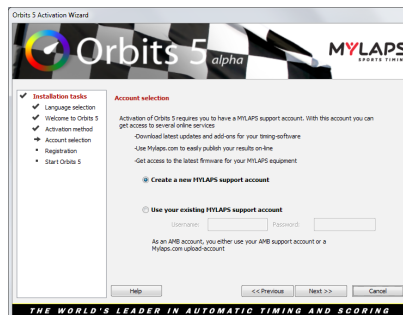 Orbits 5 Activation Wizard
Orbits 5 alpha
MYLAPS
SPORTS TIMING
Installation tasks
Language selection
Welcome to Orbits 5
Activation method
Account selection
Registration
Start Orbits 5
Account selection
Activation of Orbits 5 requires you to have a MYLAPS support account. With this account you can
get access to several online services
-Download latest updates and add-ons for your timing-software
-Use Mylaps.com to easily publish your results on-line
-Get access to the latest firmware for your MYLAPS equipment
Create a new MYLAPS support account
Use your existing MYLAPS support account
Username: Password:
As an AMB account, you either use your AMB support account or a
Mylaps.com upload-account
Help << Previous Next >> Cancel
THE WORLD'S LEADER IN AUTOMATIC TIMING AND SCORING